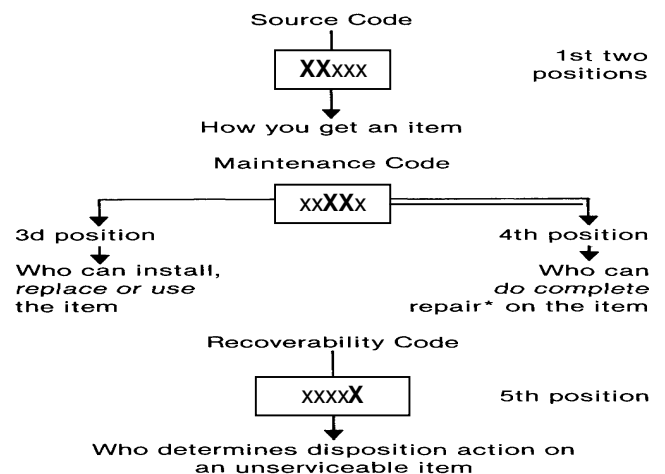 Source Code
XXxxx
1st two
positions
How you get an item
Maintenance Code
xxXXx
3d position
4th position
Who can install,
replace or use
the item
Who can
do complete
repair* on the item
Recoverability Code
xxxxX
5th position
Who determines disposition action on
an unserviceable item